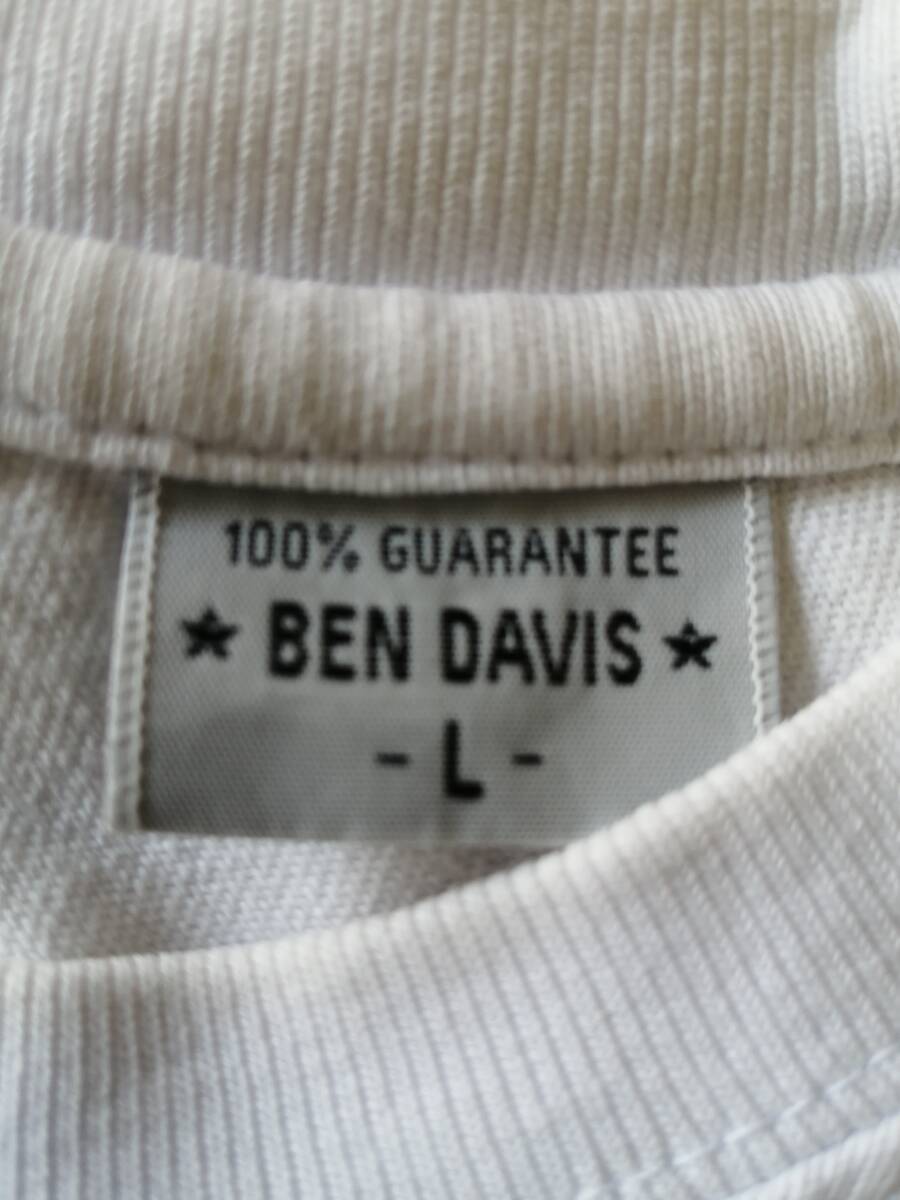 100% GUARANTEE
★ BEN DAVIS ★
- L -